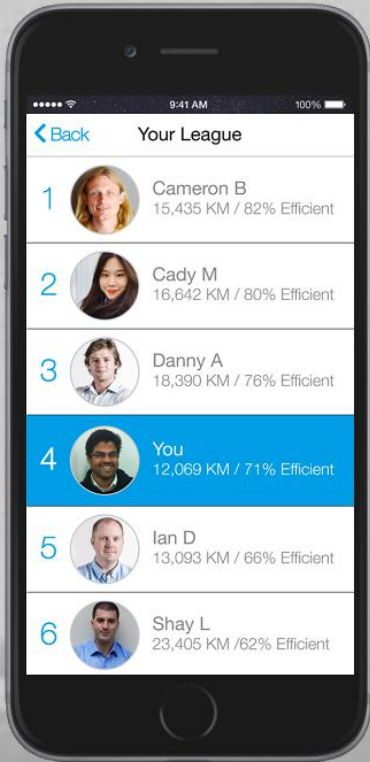 9:41 AM
100%
Back
Your League
1
Cameron B
15,435 KM / 82% Efficient
2
Cady M
16,642 KM / 80% Efficient
3
Danny A
18,390 KM / 76% Efficient
4
You
12,069 KM / 71% Efficient
5
Ian D
13,093 KM / 66% Efficient
6
Shay L
23,405 KM /62% Efficient